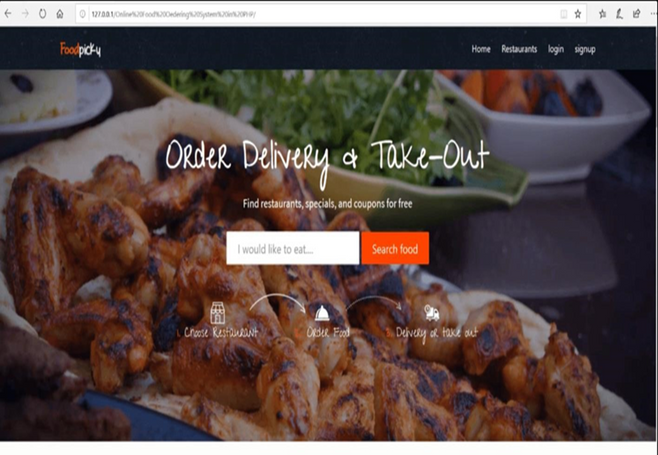 127.0.0.1/Online%20Food%20Ordering%20System%20in%20PHP/
Foodpicky
Home Restaurants login signup
Order Delivery & Take-Out
Find restaurants, specials, and coupons for free
I would like to eat....
Search food
Choose Restaurant Order Food Delivery or take out